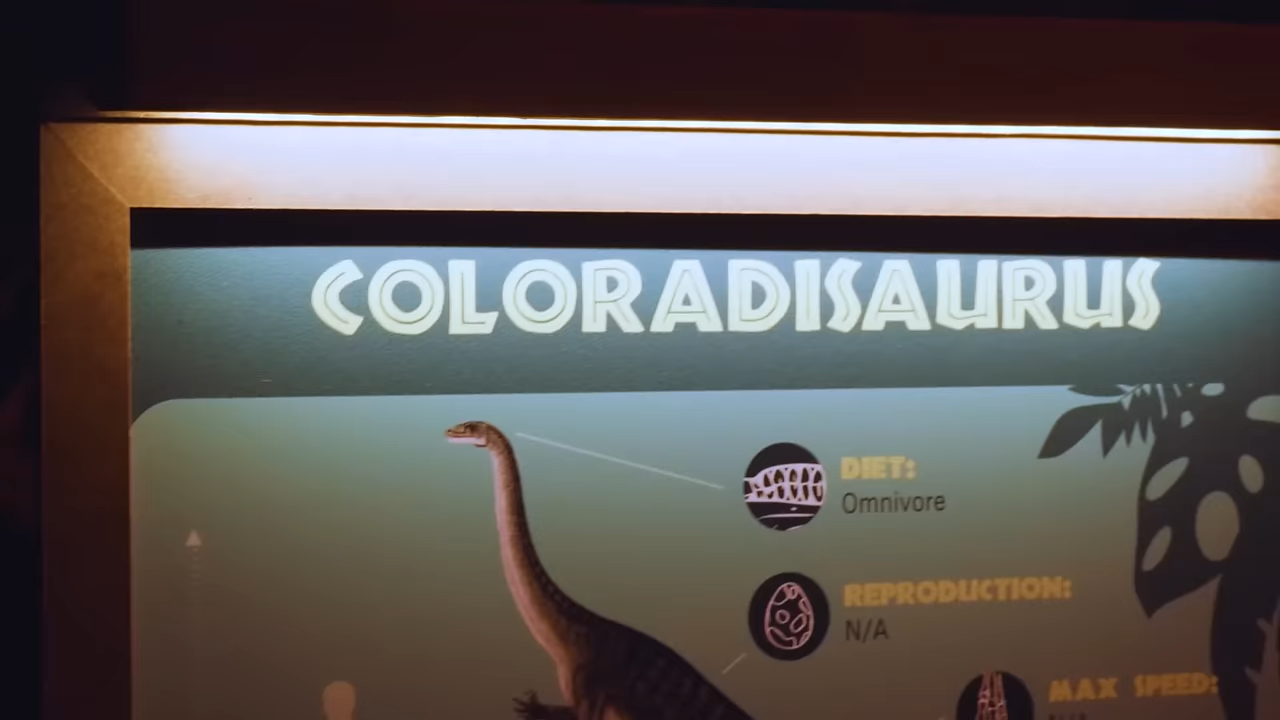 COLORADISAURUS
DIET:
Omnivore
REPRODUCTION:
N/A
MAX SPEED: